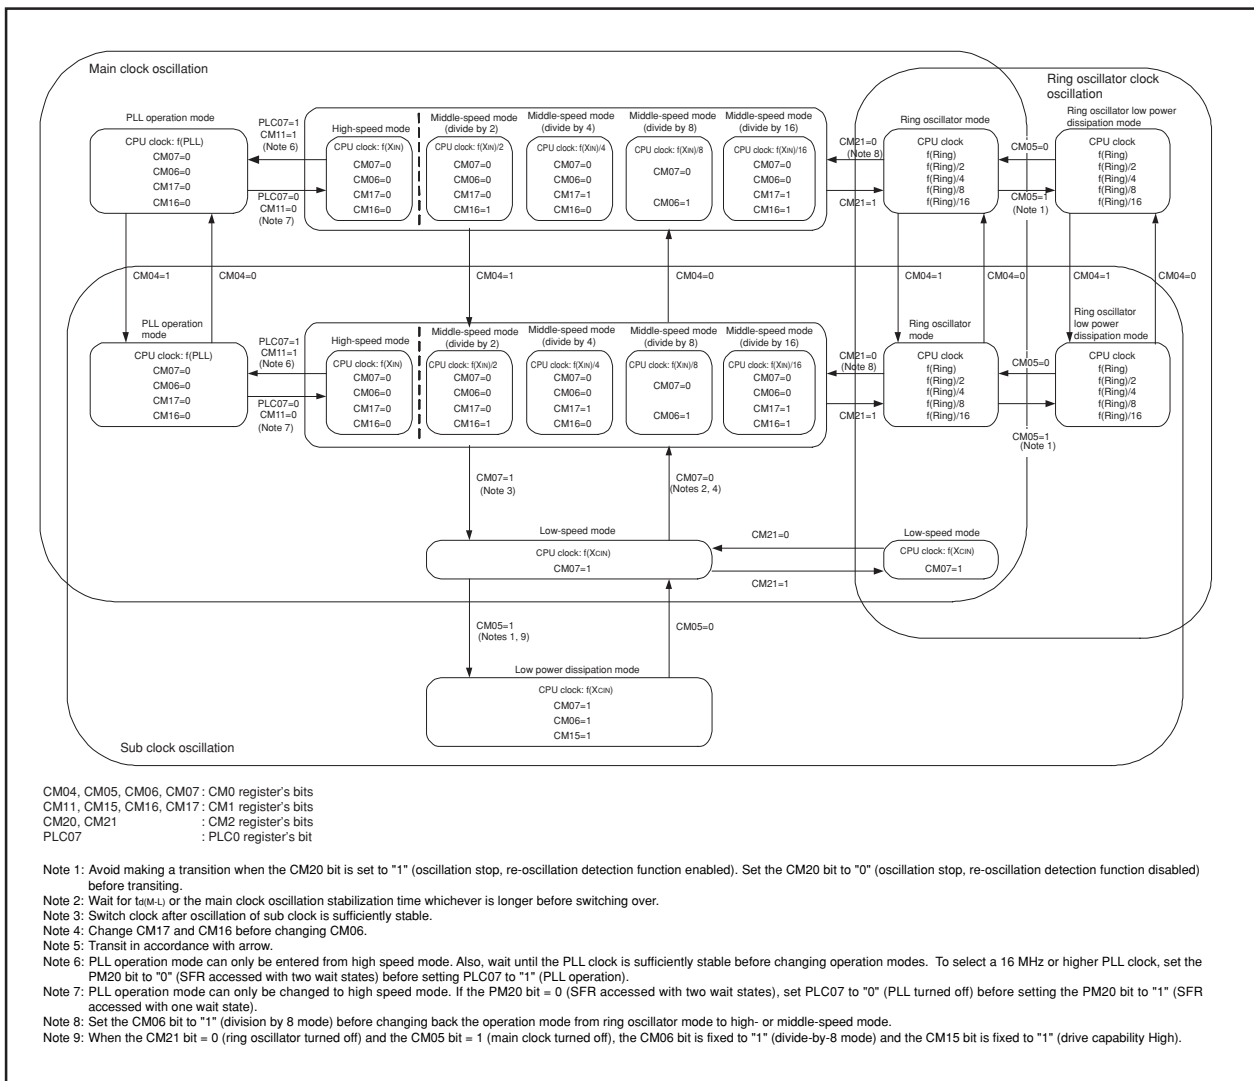 Main clock oscillation
Ring oscillator clock
oscillation
PLL operation mode
CPU clock: f(PLL)
CM07=0
CM06=0
CM17=0
CM16=0
PLC07=1
CM11=1
(Note 6)
PLC07=0
CM11=0
(Note 7)
High-speed mode
CPU clock: f(XIN)
CM07=0
CM06=0
CM17=0
CM16=0
Middle-speed mode
(divide by 2)
CPU clock: f(XIN)/2
CM07=0
CM06=0
CM17=0
CM16=1
Middle-speed mode
(divide by 4)
CPU clock: f(XIN)/4
CM07=0
CM06=0
CM17=1
CM16=0
Middle-speed mode
(divide by 8)
CPU clock: f(XIN)/8
CM07=0
CM06=1
Middle-speed mode
(divide by 16)
CPU clock: f(XIN)/16
CM07=0
CM06=0
CM17=1
CM16=1
CM21=0
(Note 8)
CM21=1
Ring oscillator mode
CPU clock
f(Ring)
f(Ring)/2
f(Ring)/4
f(Ring)/8
f(Ring)/16
CM05=0
CM05=1
(Note 1)
Ring oscillator low power
dissipation mode
CPU clock
f(Ring)
f(Ring)/2
f(Ring)/4
f(Ring)/8
f(Ring)/16
CM04=1
CM04=0
CM04=1
CM04=0
CM04=1
CM04=0
CM04=1
CM04=0
PLL operation
mode
CPU clock: f(PLL)
CM07=0
CM06=0
CM17=0
CM16=0
PLC07=1
CM11=1
(Note 6)
PLC07=0
CM11=0
(Note 7)
High-speed mode
CPU clock: f(XIN)
CM07=0
CM06=0
CM17=0
CM16=0
Middle-speed mode
(divide by 2)
CPU clock: f(XIN)/2
CM07=0
CM06=0
CM17=0
CM16=1
Middle-speed mode
(divide by 4)
CPU clock: f(XIN)/4
CM07=0
CM06=0
CM17=1
CM16=0
Middle-speed mode
(divide by 8)
CPU clock: f(XIN)/8
CM07=0
CM06=1
Middle-speed mode
(divide by 16)
CPU clock: f(XIN)/16
CM07=0
CM06=0
CM17=1
CM16=1
CM21=0
(Note 8)
CM21=1
Ring oscillator
mode
CPU clock
f(Ring)
f(Ring)/2
f(Ring)/4
f(Ring)/8
f(Ring)/16
CM05=0
CM05=1
(Note 1)
Ring oscillator
low power
dissipation mode
CPU clock
f(Ring)
f(Ring)/2
f(Ring)/4
f(Ring)/8
f(Ring)/16
CM07=1
(Note 3)
CM07=0
(Notes 2, 4)
Low-speed mode
CPU clock: f(XCIN)
CM07=1
CM21=0
CM21=1
Low-speed mode
CPU clock: f(XCIN)
CM07=1
CM05=1
(Notes 1, 9)
CM05=0
Low power dissipation mode
CPU clock: f(XCIN)
CM07=1
CM06=1
CM15=1
Sub clock oscillation
CM04, CM05, CM06, CM07 : CM0 register's bits
CM11, CM15, CM16, CM17 : CM1 register's bits
CM20, CM21 : CM2 register's bits
PLC07 : PLC0 register's bit
Note 1: Avoid making a transition when the CM20 bit is set to "1" (oscillation stop, re-oscillation detection function enabled). Set the CM20 bit to "0" (oscillation stop, re-oscillation detection function disabled)
before transiting.
Note 2: Wait for td(M-L) or the main clock oscillation stabilization time whichever is longer before switching over.
Note 3: Switch clock after oscillation of sub clock is sufficiently stable.
Note 4: Change CM17 and CM16 before changing CM06.
Note 5: Transit in accordance with arrow.
Note 6: PLL operation mode can only be entered from high speed mode. Also, wait until the PLL clock is sufficiently stable before changing operation modes. To select a 16 MHz or higher PLL clock, set the
PM20 bit to "0" (SFR accessed with two wait states) before setting PLC07 to "1" (PLL operation).
Note 7: PLL operation mode can only be changed to high speed mode. If the PM20 bit = 0 (SFR accessed with two wait states), set PLC07 to "0" (PLL turned off) before setting the PM20 bit to "1" (SFR
accessed with one wait state).
Note 8: Set the CM06 bit to "1" (division by 8 mode) before changing back the operation mode from ring oscillator mode to high- or middle-speed mode.
Note 9: When the CM21 bit = 0 (ring oscillator turned off) and the CM05 bit = 1 (main clock turned off), the CM06 bit is fixed to "1" (divide-by-8 mode) and the CM15 bit is fixed to "1" (drive capability High).